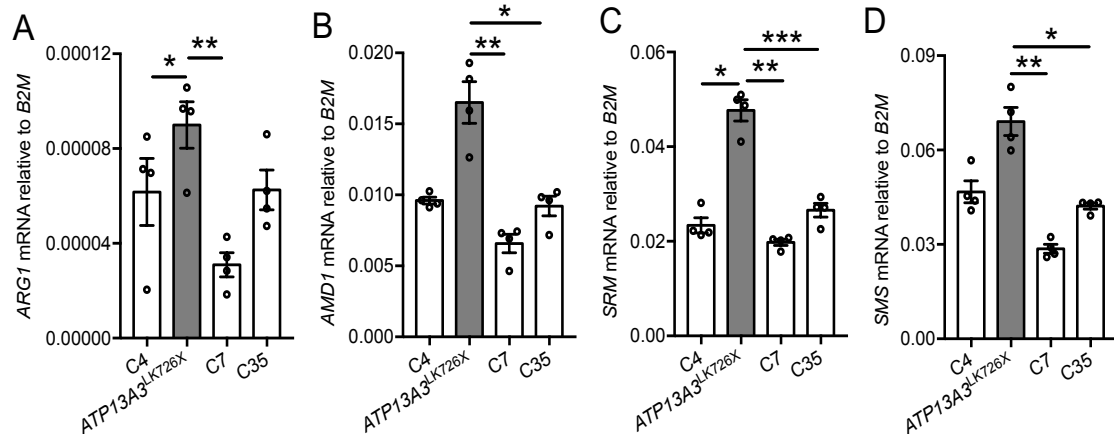 A
ARG1 mRNA relative to B2M
0.00012
0.00008
0.00004
0.00000
*
**
C4
ATP13A3LK726X
C7
C35
B
AMD1 mRNA relative to B2M
0.020
0.015
0.010
0.005
0.000
*
**
C4
ATP13A3LK726X
C7
C35
C
SRM mRNA relative to B2M
0.06
0.04
0.02
0.00
***
*
**
C4
ATP13A3LK726X
C7
C35
D
SMS mRNA relative to B2M
0.09
0.06
0.03
0.00
*
**
C4
ATP13A3LK726X
C7
C35